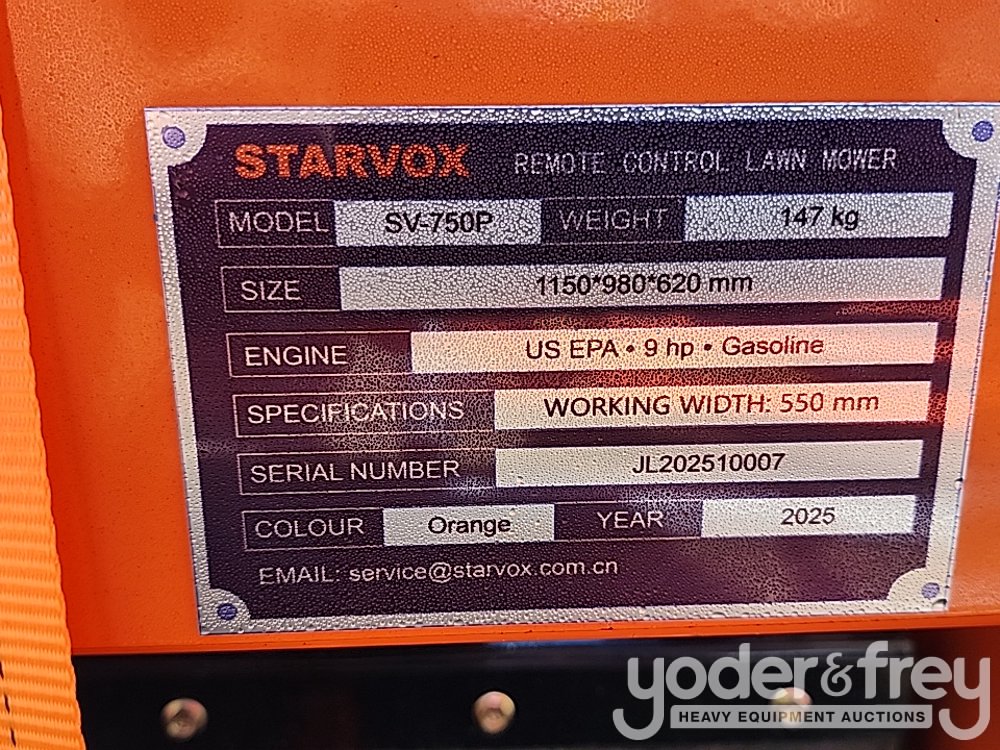 STARVOX REMOTE CONTROL LAWN MOWER
MODEL SV-750P WEIGHT 147 kg
SIZE 1150*980*620 mm
ENGINE US EPA • 9 hp • Gasoline
SPECIFICATIONS WORKING WIDTH: 550 mm
SERIAL NUMBER JL202510007
COLOUR Orange YEAR 2025
EMAIL: service@starvox.com.cn
yoder&frey
HEAVY EQUIPMENT AUCTIONS